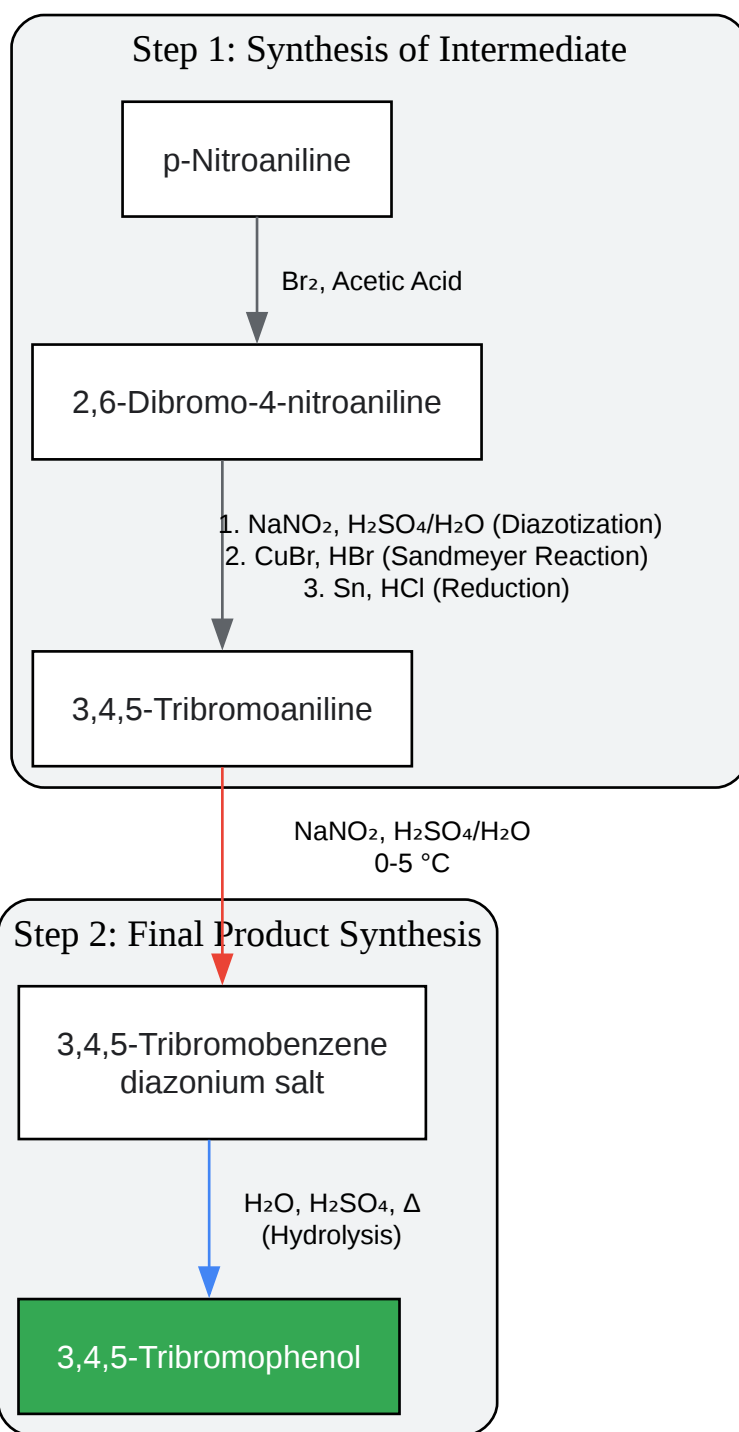 Step 1: Synthesis of Intermediate
p-Nitroaniline
Br₂, Acetic Acid
2,6-Dibromo-4-nitroaniline
1. NaNO₂, H₂SO₄/H₂O (Diazotization)
2. CuBr, HBr (Sandmeyer Reaction)
3. Sn, HCl (Reduction)
3,4,5-Tribromoaniline
NaNO₂, H₂SO₄/H₂O
0-5 °C
Step 2: Final Product Synthesis
3,4,5-Tribromobenzene
diazonium salt
H₂O, H₂SO₄, Δ
(Hydrolysis)
3,4,5-Tribromophenol